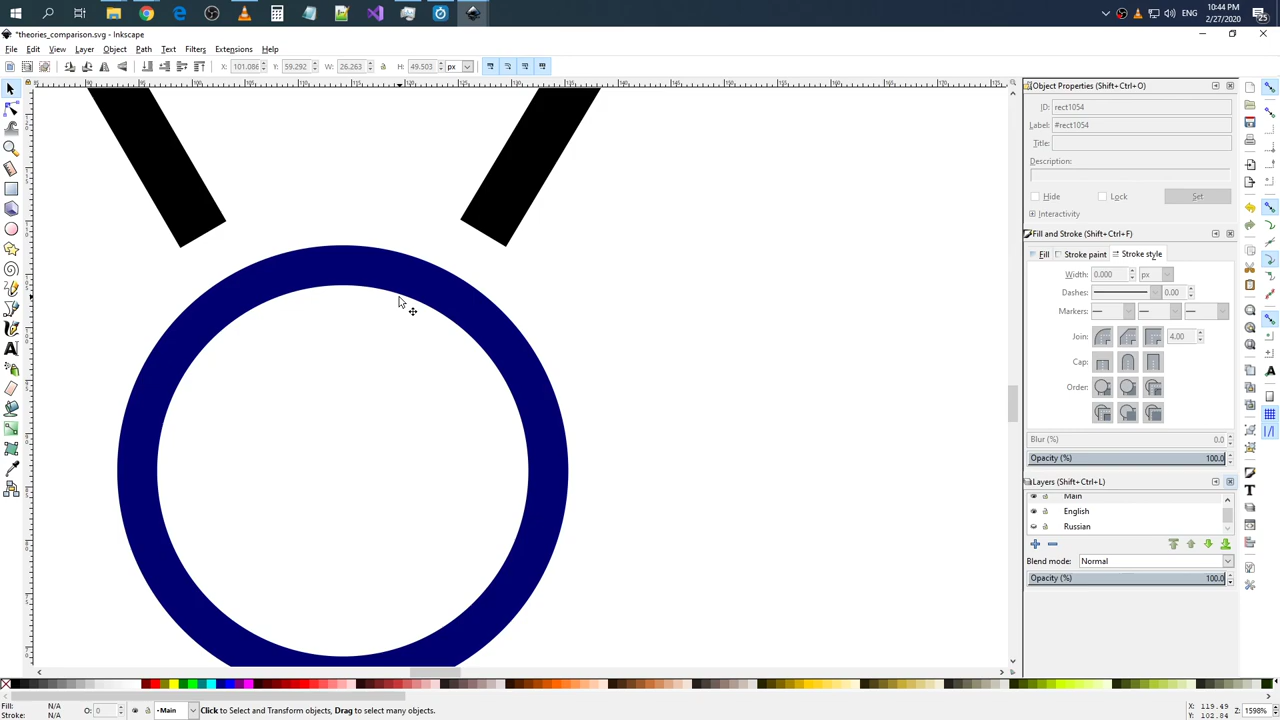 10:44 PM
ENG
2/27/2020
25
*theories_comparison.svg - Inkscape
File Edit View Layer Object Path Text Filters Extensions Help
X: 101.086 Y: 59.292 W: 26.263 H: 49.503 px
Object Properties (Shift+Ctrl+O)
ID: rect1054
Label: #rect1054
Title:
Description:
Hide Lock Set
Interactivity
Fill and Stroke (Shift+Ctrl+F)
Fill Stroke paint Stroke style
Width: 0.000 px
Dashes: 0.00
Markers:
Join: 4.00
Cap:
Order:
Blur (%) 0.0
Opacity (%) 100.0
Layers (Shift+Ctrl+L)
Main
English
Russian
Blend mode: Normal
Opacity (%) 100.0
Fill: N/A
Stroke: N/A
O: 0
Main
Click to Select and Transform objects, Drag to select many objects.
X: 119.49
Y: 102.84
Z: 1598%